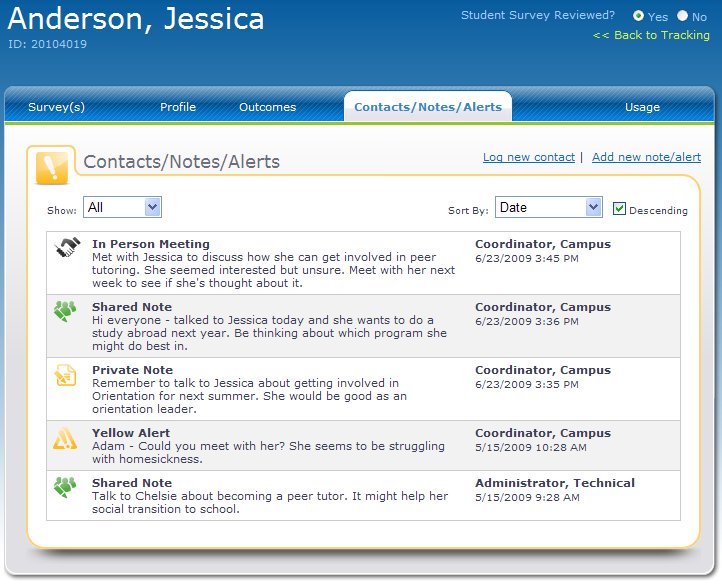 Anderson, Jessica
Student Survey Reviewed? Yes No
ID: 20104019
<< Back to Tracking
Survey(s) Profile Outcomes Contacts/Notes/Alerts Usage
Contacts/Notes/Alerts
Log new contact | Add new note/alert
Show: All Sort By: Date Descending
In Person Meeting Coordinator, Campus
Met with Jessica to discuss how she can get involved in peer 6/23/2009 3:45 PM
tutoring. She seemed interested but unsure. Meet with her next
week to see if she's thought about it.
Shared Note Coordinator, Campus
Hi everyone - talked to Jessica today and she wants to do a 6/23/2009 3:36 PM
study abroad next year. Be thinking about which program she
might do best in.
Private Note Coordinator, Campus
Remember to talk to Jessica about getting involved in 6/23/2009 3:35 PM
Orientation for next summer. She would be good as an
orientation leader.
Yellow Alert Coordinator, Campus
Adam - Could you meet with her? She seems to be struggling 5/15/2009 10:28 AM
with homesickness.
Shared Note Administrator, Technical
Talk to Chelsie about becoming a peer tutor. It might help her 5/15/2009 9:28 AM
social transition to school.